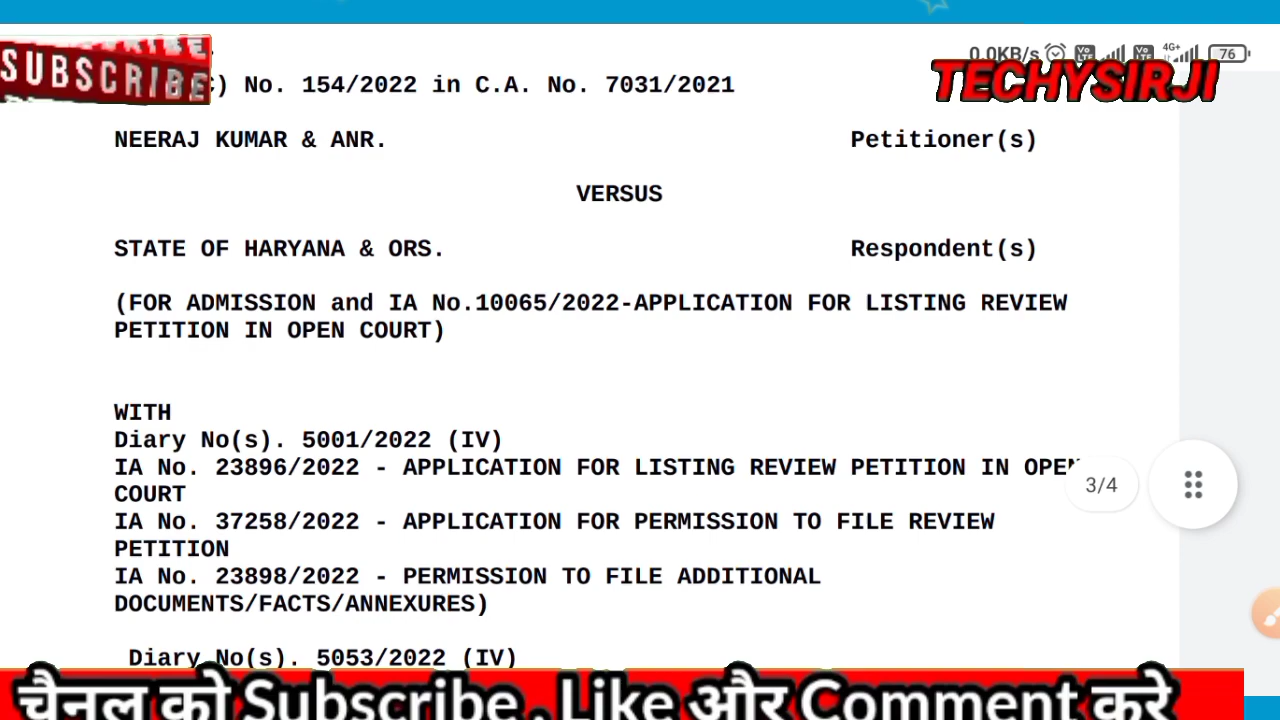 SUBSCRIBE
0.0KB/s 4G+ 76
TECHYSIRJI
) No. 154/2022 in C.A. No. 7031/2021
NEERAJ KUMAR & ANR. Petitioner(s)
VERSUS
STATE OF HARYANA & ORS. Respondent(s)
(FOR ADMISSION and IA No.10065/2022-APPLICATION FOR LISTING REVIEW
PETITION IN OPEN COURT)
WITH
Diary No(s). 5001/2022 (IV)
IA No. 23896/2022 - APPLICATION FOR LISTING REVIEW PETITION IN OPEN
COURT
3/4
IA No. 37258/2022 - APPLICATION FOR PERMISSION TO FILE REVIEW
PETITION
IA No. 23898/2022 - PERMISSION TO FILE ADDITIONAL
DOCUMENTS/FACTS/ANNEXURES)
Diary No(s). 5053/2022 (IV)
चैनल को Subscribe , Like और Comment करे